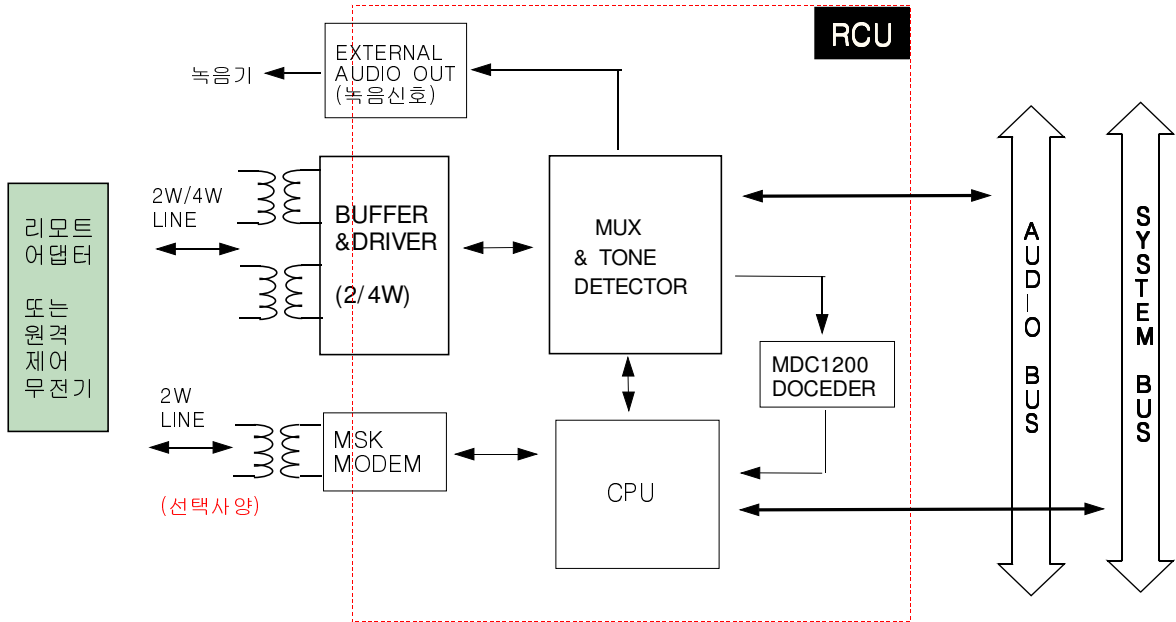 RCU
EXTERNAL
AUDIO OUT
(녹음신호)
녹음기
리모트
어댑터
또는
원격
제어
무전기
2W/4W
LINE
BUFFER
&DRIVER
(2/4W)
MUX
& TONE
DETECTOR
MDC1200
DOCEDER
2W
LINE
(선택사양)
MSK
MODEM
CPU
AUDIO BUS
SYSTEM BUS